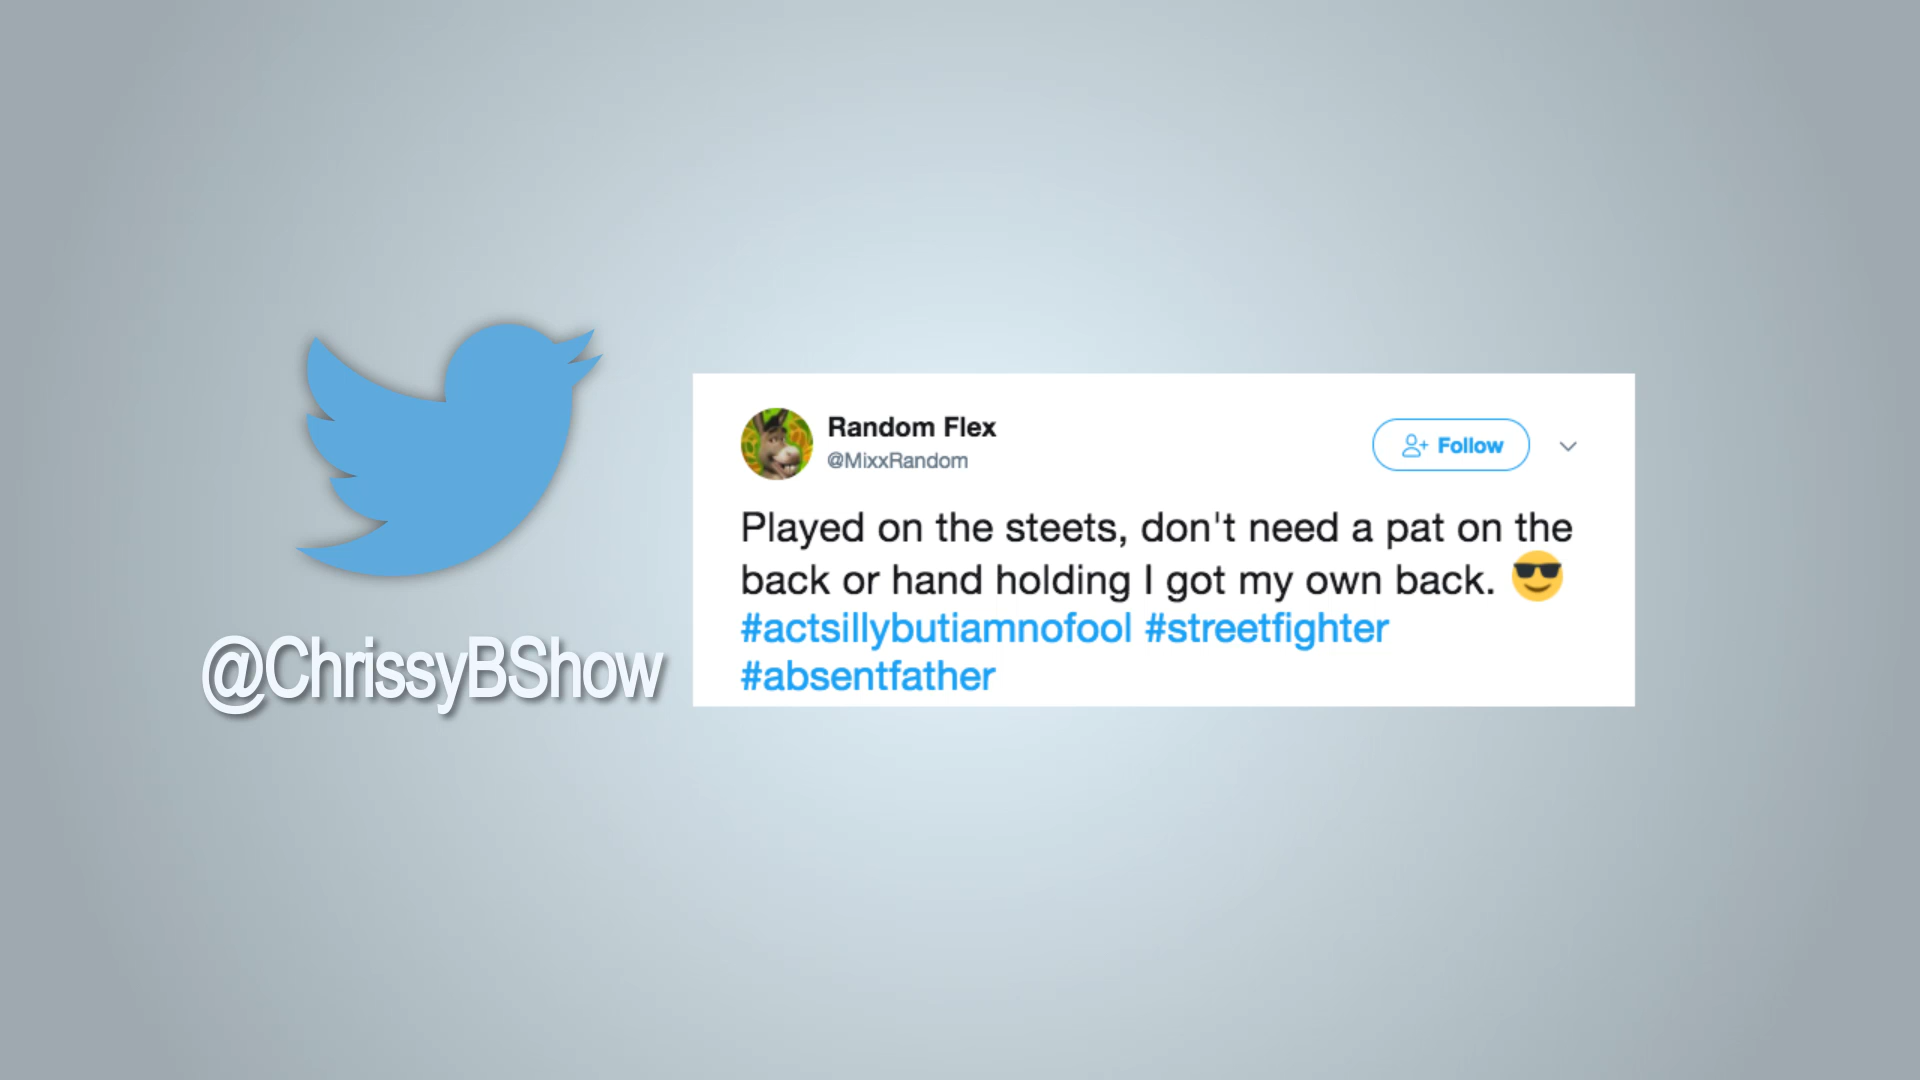 @ChrissyBShow
Random Flex
@MixxRandom
Follow
Played on the steets, don't need a pat on the
back or hand holding I got my own back. 😎
#actsillybutiamnofool #streetfighter
#absentfather